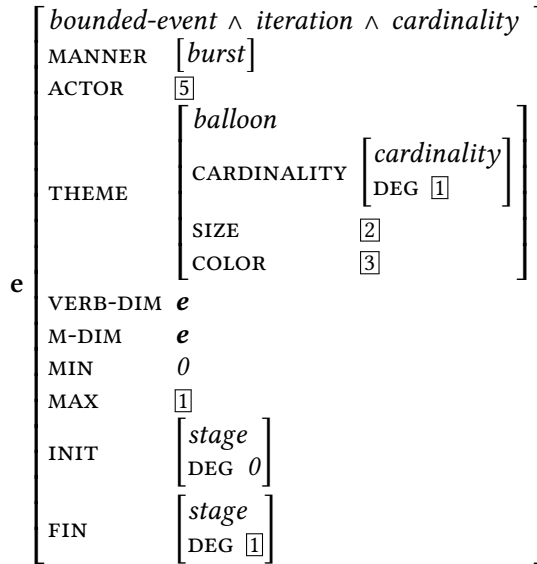 bounded-event ∧ iteration ∧ cardinality
MANNER [burst]
ACTOR 5
balloon
CARDINALITY [cardinality
DEG 1]
THEME
SIZE 2
COLOR 3
e
VERB-DIM e
M-DIM e
MIN 0
MAX 1
INIT [stage
DEG 0]
FIN [stage
DEG 1]